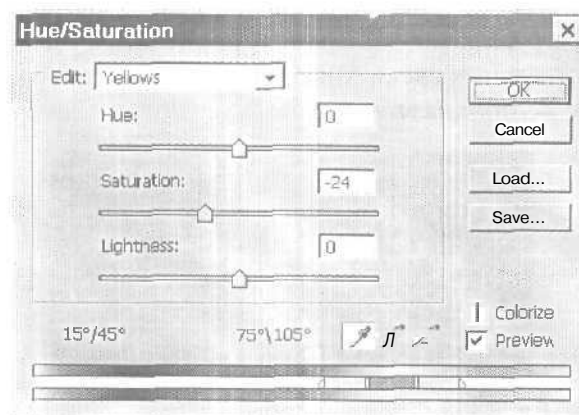 Hue/Saturation
Edit: Yellows
OK
Hue: 0
Cancel
Saturation: -24
Load...
Save...
Lightness: 0
Colorize
15°/45° 75°\105°
Preview